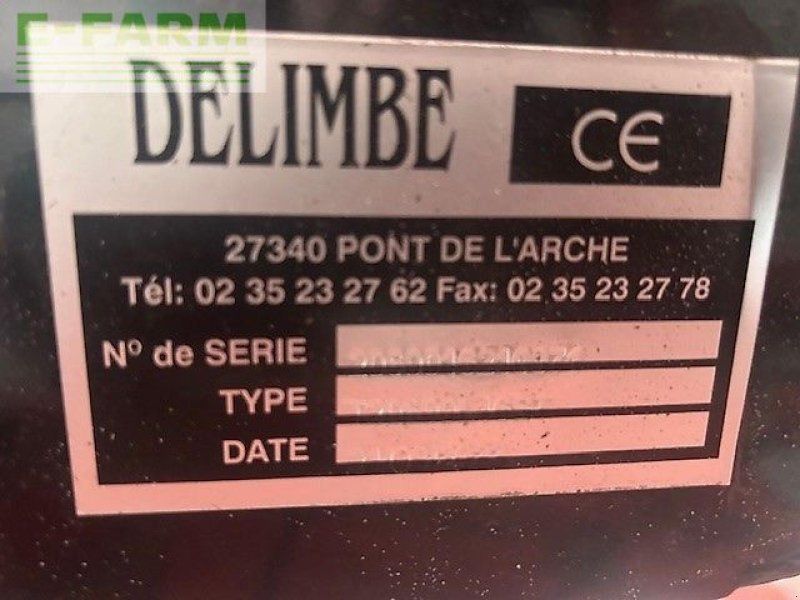 E-FARM
DELIMBE CE
27340 PONT DE L'ARCHE
Tél: 02 35 23 27 62 Fax: 02 35 23 27 78
Nº de SERIE
TYPE
DATE